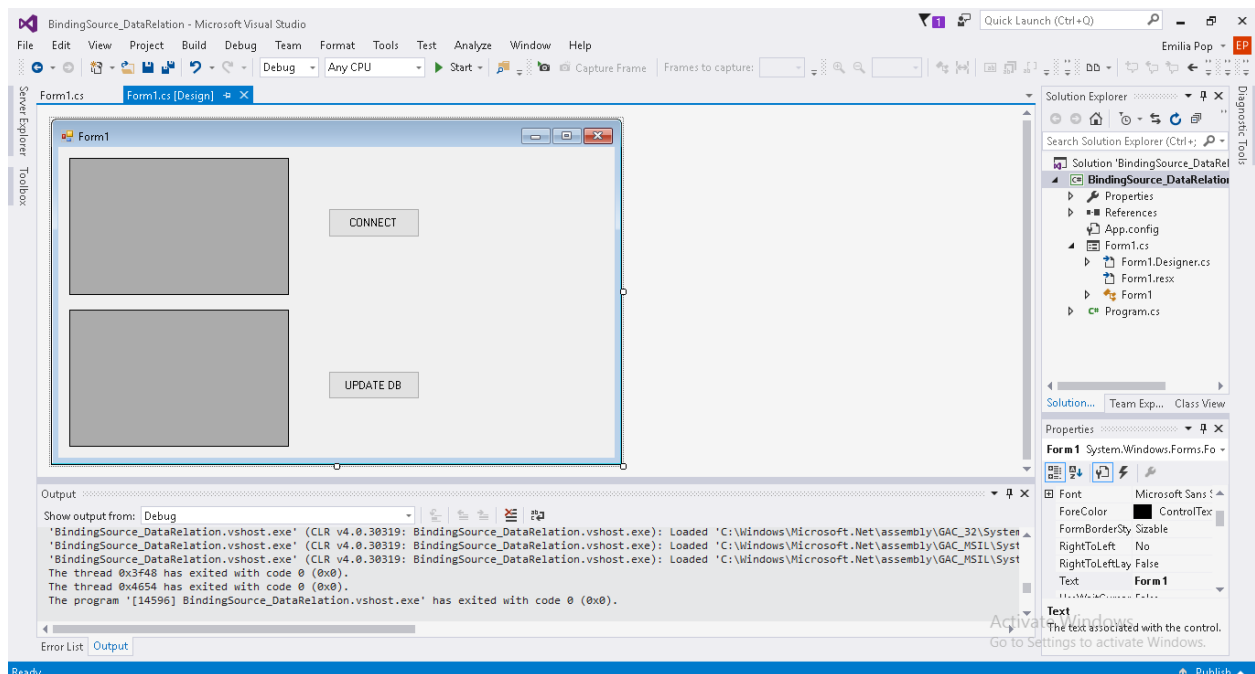 BindingSource_DataRelation - Microsoft Visual Studio
1
Quick Launch (Ctrl+Q)
File Edit View Project Build Debug Team Format Tools Test Analyze Window Help
Emilia Pop
EP
Debug
Any CPU
Start
Capture Frame
Frames to capture:
Server Explorer
Toolbox
Form1.cs
Form1.cs [Design]
Form1
CONNECT
UPDATE DB
Output
Show output from: Debug
'BindingSource_DataRelation.vshost.exe' (CLR v4.0.30319: BindingSource_DataRelation.vshost.exe): Loaded 'C:\Windows\Microsoft.Net\assembly\GAC_32\System
'BindingSource_DataRelation.vshost.exe' (CLR v4.0.30319: BindingSource_DataRelation.vshost.exe): Loaded 'C:\Windows\Microsoft.Net\assembly\GAC_MSIL\Syst
'BindingSource_DataRelation.vshost.exe' (CLR v4.0.30319: BindingSource_DataRelation.vshost.exe): Loaded 'C:\Windows\Microsoft.Net\assembly\GAC_MSIL\Syst
The thread 0x3f48 has exited with code 0 (0x0).
The thread 0x4654 has exited with code 0 (0x0).
The program '[14596] BindingSource_DataRelation.vshost.exe' has exited with code 0 (0x0).
Error List Output
Ready
Solution Explorer
Search Solution Explorer (Ctrl+;
Solution 'BindingSource_DataRel
BindingSource_DataRelation
Properties
References
App.config
Form1.cs
Form1.Designer.cs
Form1.resx
Form1
Program.cs
Solution... Team Exp... Class View
Properties
Form1 System.Windows.Forms.Fo
Font Microsoft Sans S
ForeColor ControlTex
FormBorderSty Sizable
RightToLeft No
RightToLeftLay False
Text Form1
Text
The text associated with the control.
Activate Windows
Go to Settings to activate Windows.
Diagnostic Tools
Publish